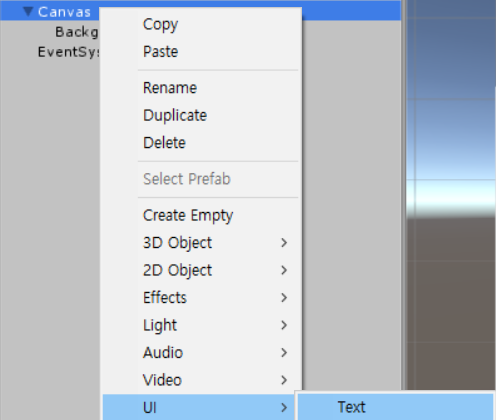 Canvas
Copy
Backg
Paste
EventSy
Rename
Duplicate
Delete
Select Prefab
Create Empty
3D Object
2D Object
Effects
Light
Audio
Video
UI
Text